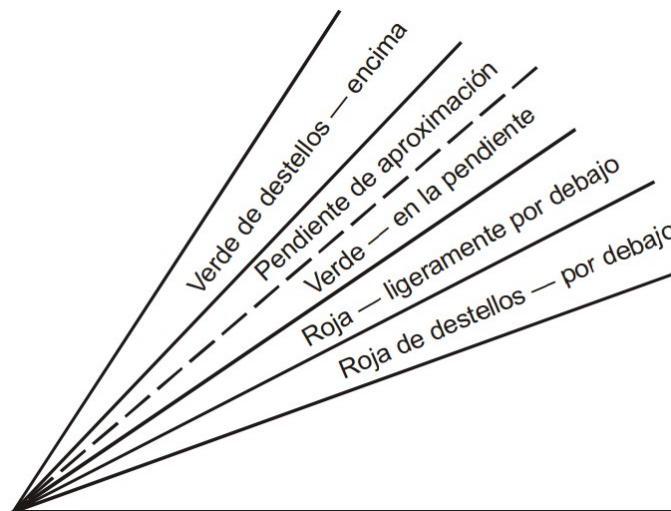 Verde de destellos — encima
Pendiente de aproximación
Verde — en la pendiente
Roja — ligeramente por debajo
Roja de destellos — por debajo